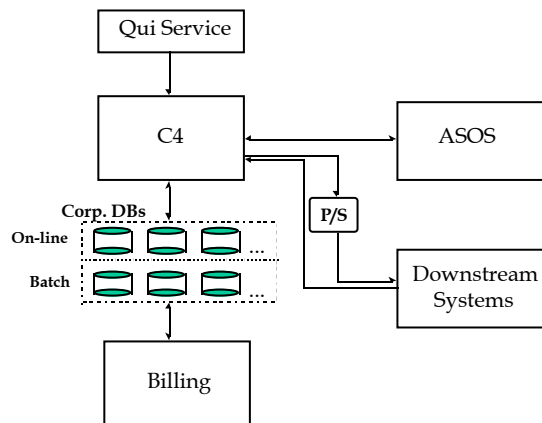 Qui Service
C4
ASOS
Corp. DBs
P/S
On-line
...
Batch
...
Downstream
Systems
Billing